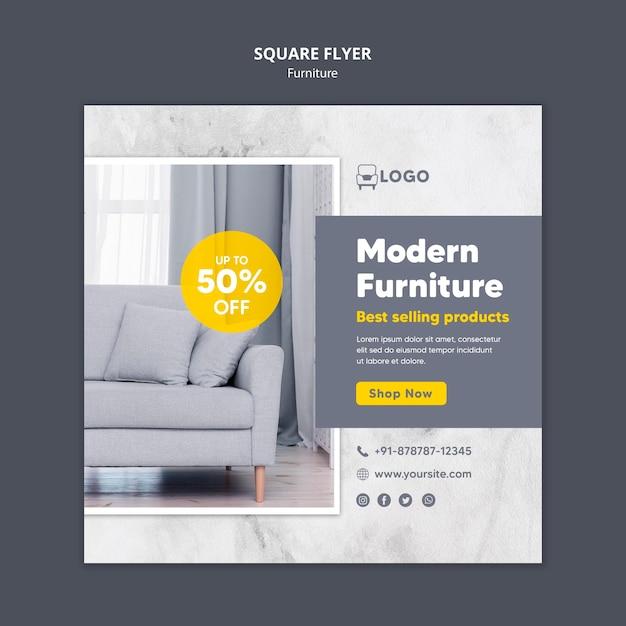 SQUARE FLYER
Furniture
LOGO
UP TO
50%
OFF
Modern
Furniture
Best selling products
Lorem ipsum dolor sit amet, consectetur
elit sed do eiusmod tempor incididunt
ut labore et dolore.
Shop Now
+91-878787-12345
www.yoursite.com